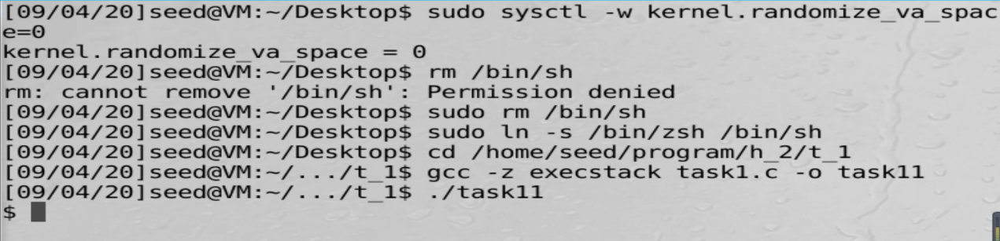 [09/04/20]seed@VM:~/Desktop$ sudo sysctl -w kernel.randomize_va_spac
e=0
kernel.randomize_va_space = 0
[09/04/20]seed@VM:~/Desktop$ rm /bin/sh
rm: cannot remove '/bin/sh': Permission denied
[09/04/20]seed@VM:~/Desktop$ sudo rm /bin/sh
[09/04/20]seed@VM:~/Desktop$ sudo ln -s /bin/zsh /bin/sh
[09/04/20]seed@VM:~/Desktop$ cd /home/seed/program/h_2/t_1
[09/04/20]seed@VM:~/.../t_1$ gcc -z execstack task1.c -o task11
[09/04/20]seed@VM:~/.../t_1$ ./task11
$